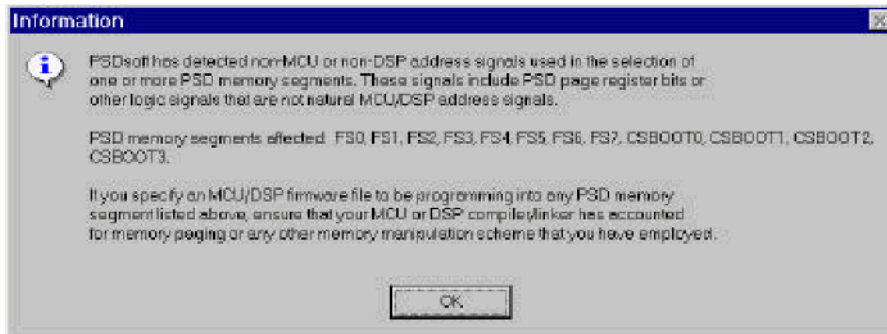 Information
PSDsoft has detected non-MCU or non-DSP address signals used in the selection of
one or more PSD memory segments. These signals include PSD page register bits or
other logic signals that are not natural MCU/DSP address signals.
PSD memory segments affected: FS0, FS1, FS2, FS3, FS4, FS5, FS6, FS7, CSBOOT0, CSBOOT1, CSBOOT2,
CSBOOT3.
If you specify an MCU/DSP firmware file to be programming into any PSD memory
segment listed above, ensure that your MCU or DSP compiler/linker has accounted
for memory paging or any other memory manipulation scheme that you have employed.
OK